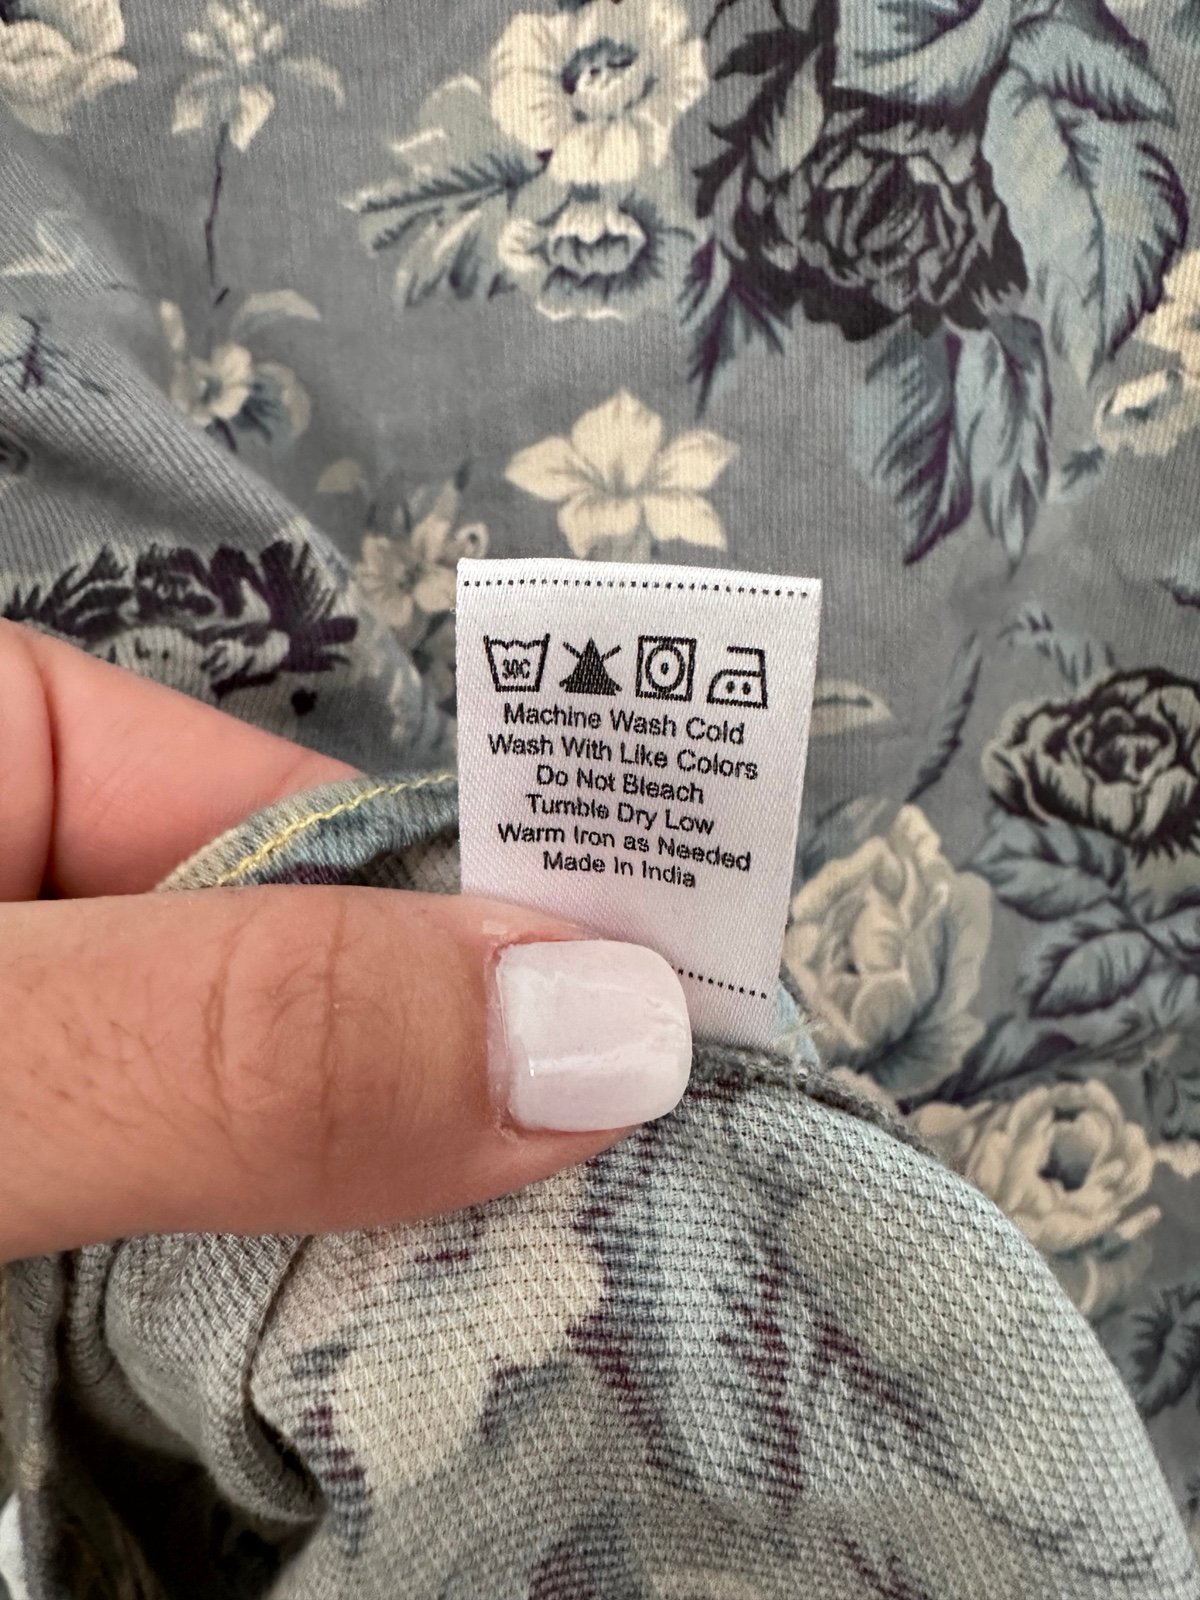 30C
Machine Wash Cold
Wash With Like Colors
Do Not Bleach
Tumble Dry Low
Warm Iron as Needed
Made In India